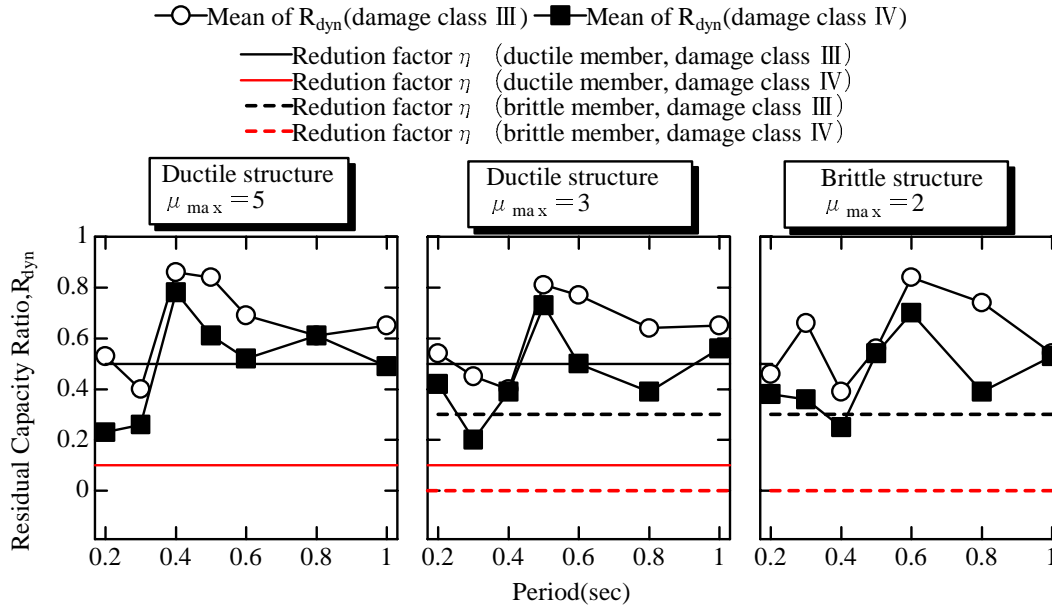 Mean of Rdyn(damage class Ⅲ) Mean of Rdyn(damage class Ⅳ)
Redution factor η (ductile member, damage class Ⅲ)
Redution factor η (ductile member, damage class Ⅳ)
Redution factor η (brittle member, damage class Ⅲ)
Redution factor η (brittle member, damage class Ⅳ)
Ductile structure
μ max =5
Ductile structure
μ max =3
Brittle structure
μ max =2
Residual Capacity Ratio,Rdyn
1
0.8
0.6
0.4
0.2
0
0.2 0.4 0.6 0.8 1
0.2 0.4 0.6 0.8 1
0.2 0.4 0.6 0.8 1
Period(sec)